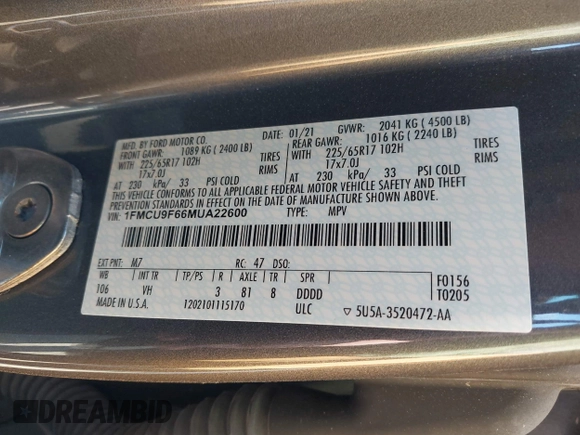 MFD. BY FORD MOTOR CO.
DATE: 01/21
GVWR: 2041 KG ( 4500 LB)
FRONT GAWR: 1089 KG ( 2400 LB)
REAR GAWR: 1016 KG ( 2240 LB)
225/65R17 102H TIRES WITH
225/65R17 102H TIRES WITH
17x7.0J RIMS
17x7.0J RIMS
AT 230 kPa/ 33 PSI COLD
AT 230 kPa/ 33 PSI COLD
THIS VEHICLE CONFORMS TO ALL APPLICABLE FEDERAL MOTOR VEHICLE SAFETY AND THEFT
PREVENTION STANDARDS IN EFFECT ON THE DATE OF MANUFACTURE SHOWN ABOVE.
VIN: 1FMCU9F66MUA22600
TYPE: MPV
EXT PNT: M7 RC: 47 DSO:
WB INT TR TP/PS R AXLE TR SPR
106 VH 3 81 8 DDDD
F0156
T0205
MADE IN U.S.A. 1202101115170 ULC
5U5A-3520472-AA
DREAMBID